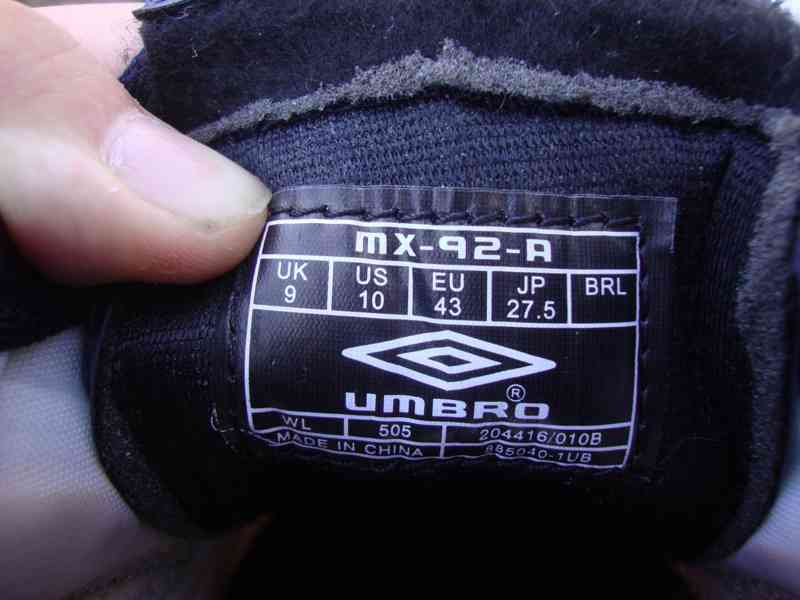 MX-92-A
UK US EU JP BRL
9 10 43 27.5
UMBRO®
WL 505 204416/010B
MADE IN CHINA 885040-1UB